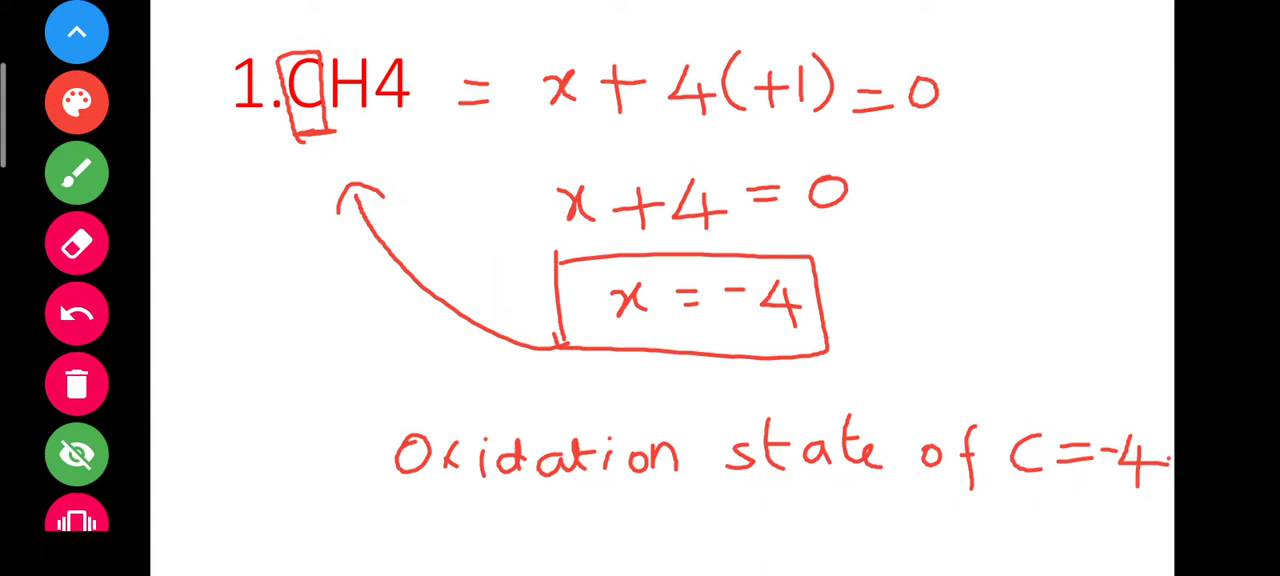 1.CH4 = x + 4(+1) = 0
x + 4 = 0
x = -4
Oxidation state of C = -4.